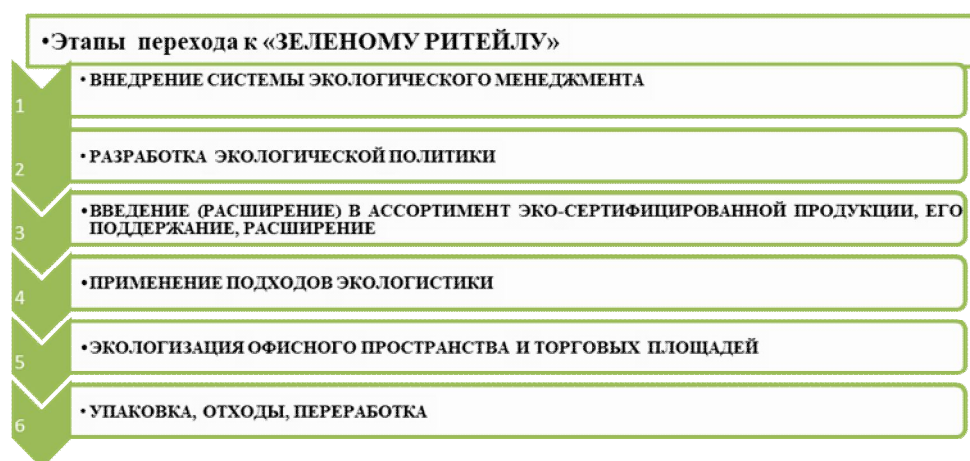 •Этапы перехода к «ЗЕЛЕНОМУ РИТЕЙЛУ»
1
• ВНЕДРЕНИЕ СИСТЕМЫ ЭКОЛОГИЧЕСКОГО МЕНЕДЖМЕНТА
2
• РАЗРАБОТКА ЭКОЛОГИЧЕСКОЙ ПОЛИТИКИ
3
•ВВЕДЕНИЕ (РАСШИРЕНИЕ) В АССОРТИМЕНТ ЭКО-СЕРТИФИЦИРОВАННОЙ ПРОДУКЦИИ, ЕГО
ПОДДЕРЖАНИЕ, РАСШИРЕНИЕ
4
•ПРИМЕНЕНИЕ ПОДХОДОВ ЭКОЛОГИСТИКИ
5
•ЭКОЛОГИЗАЦИЯ ОФИСНОГО ПРОСТРАНСТВА И ТОРГОВЫХ ПЛОЩАДЕЙ
6
• УПАКОВКА, ОТХОДЫ, ПЕРЕРАБОТКА